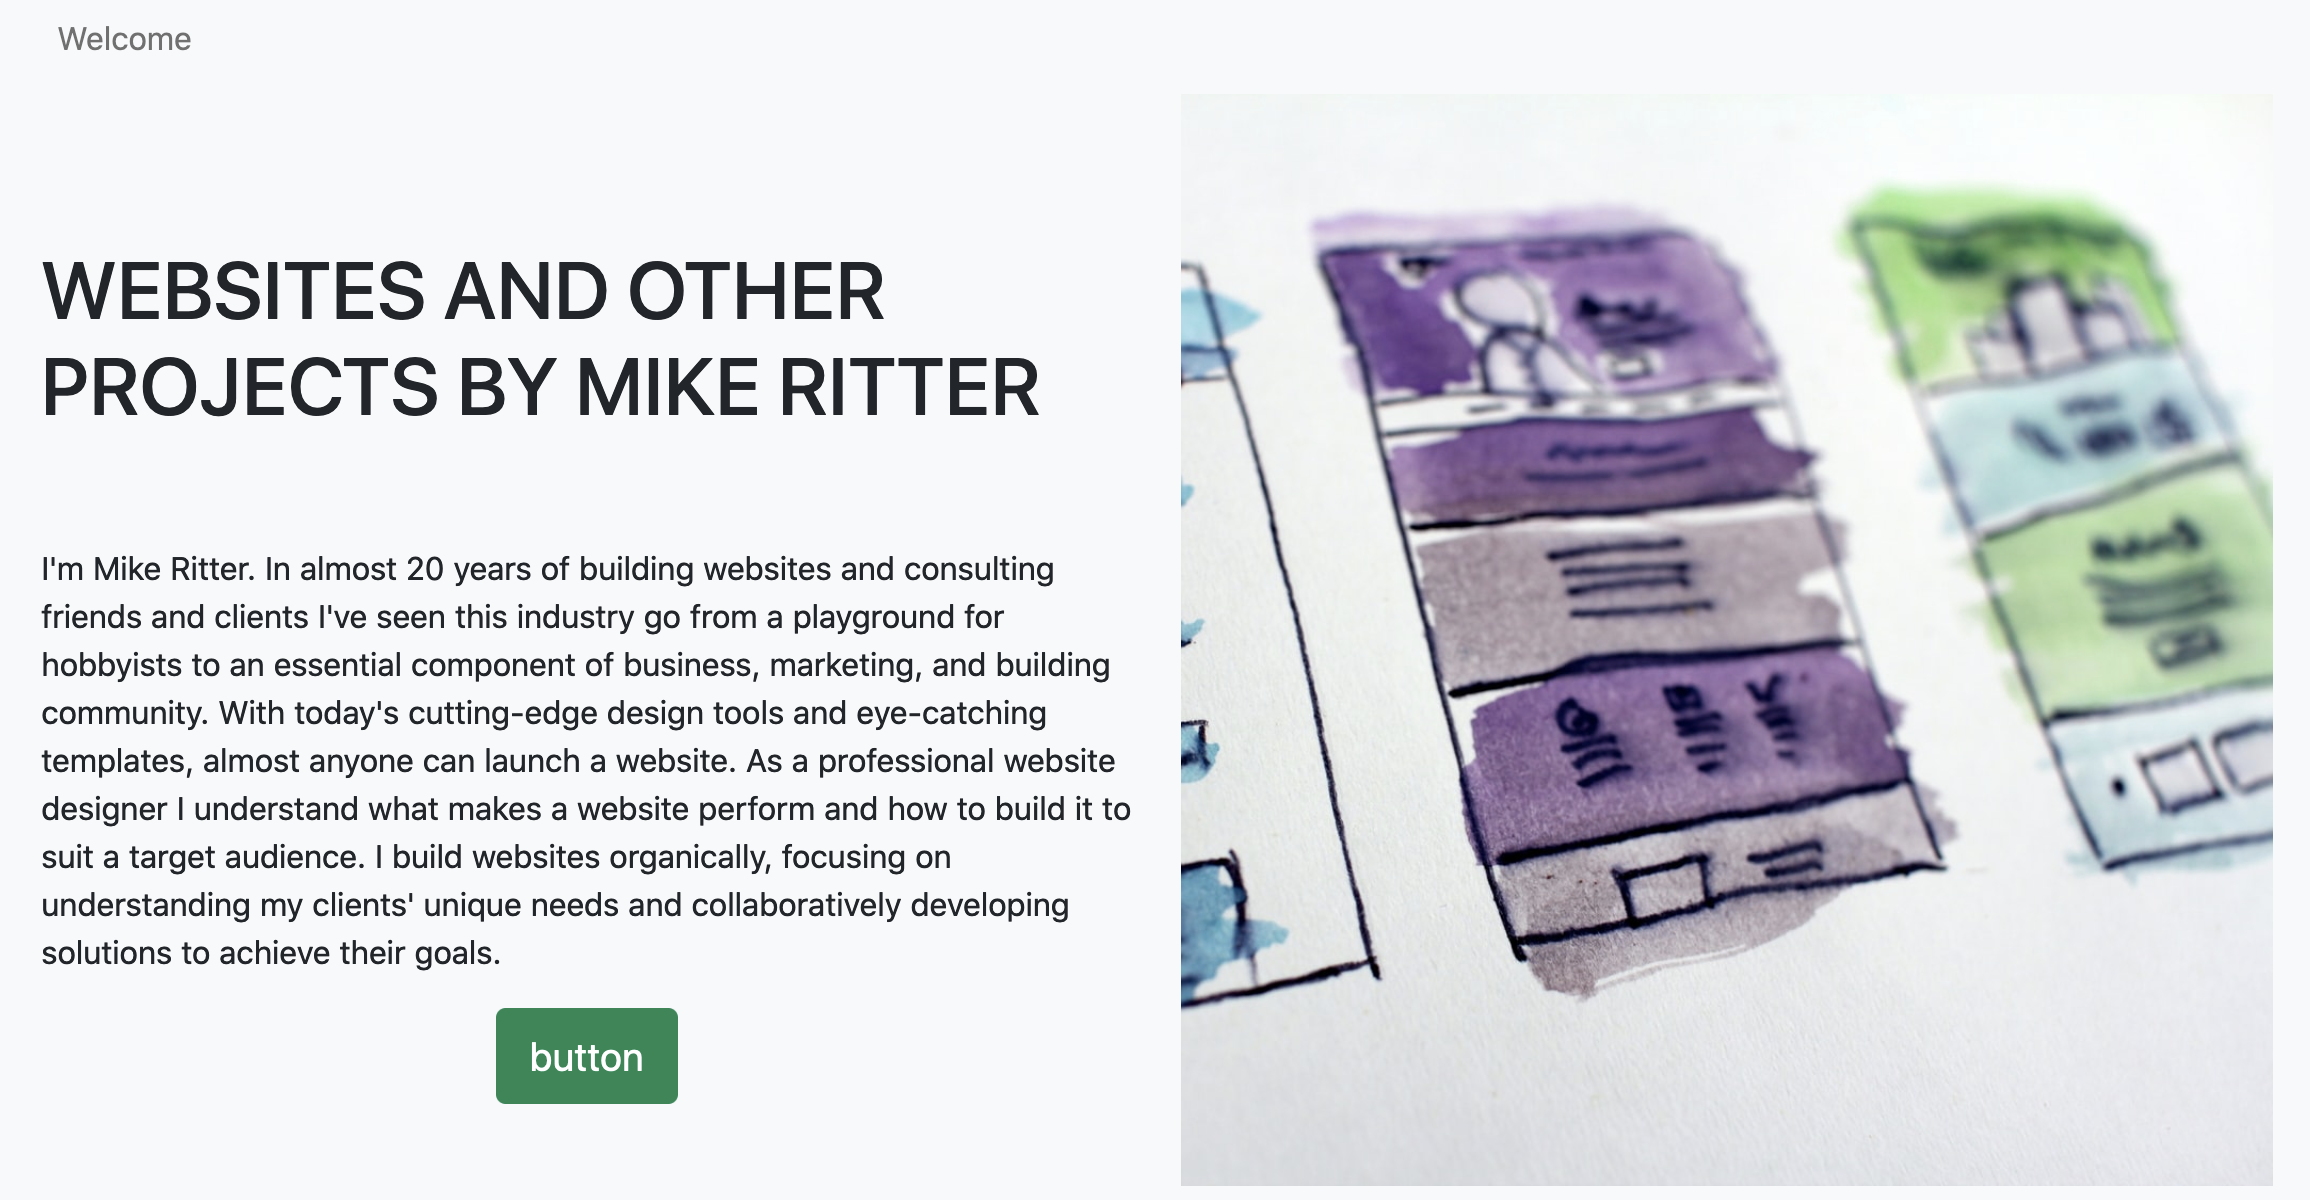 Welcome
WEBSITES AND OTHER
PROJECTS BY MIKE RITTER
I'm Mike Ritter. In almost 20 years of building websites and consulting
friends and clients I've seen this industry go from a playground for
hobbyists to an essential component of business, marketing, and building
community. With today's cutting-edge design tools and eye-catching
templates, almost anyone can launch a website. As a professional website
designer I understand what makes a website perform and how to build it to
suit a target audience. I build websites organically, focusing on
understanding my clients' unique needs and collaboratively developing
solutions to achieve their goals.
button